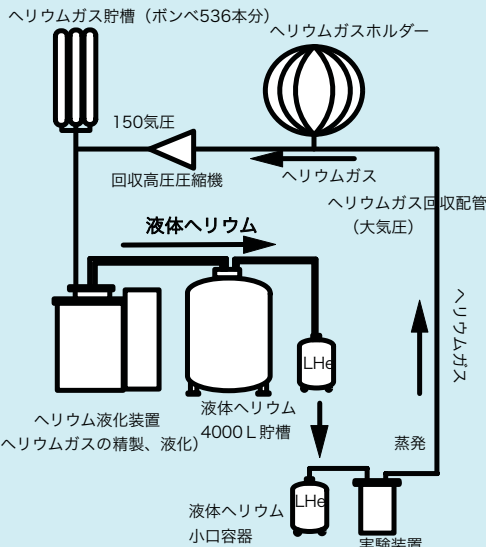 ヘリウムガス貯槽（ボンベ536本分）
ヘリウムガスホルダー
150気圧
回収高圧圧縮機
ヘリウムガス
ヘリウムガス回収配管
（大気圧）
液体ヘリウム
ヘリウムガス
LHe
ヘリウム液化装置
ヘリウムガスの精製、液化）
液体ヘリウム
4000L貯槽
蒸発
LHe
液体ヘリウム
小口容器
実験装置